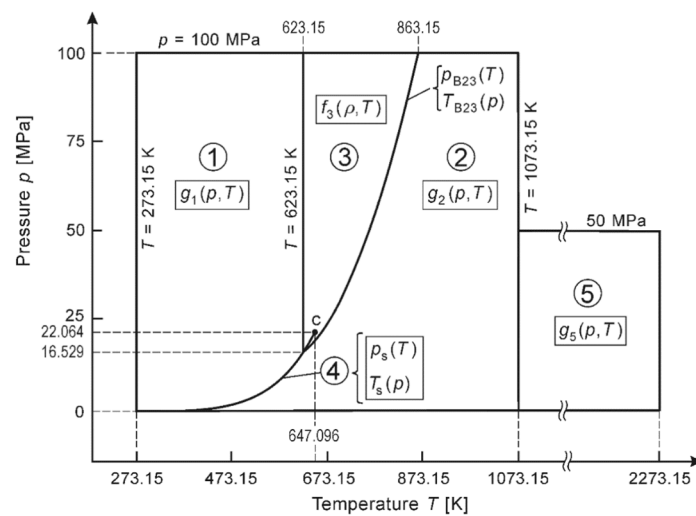 623.15 863.15
p = 100 MPa
100
75
50
25
22.064
16.529
0
Pressure p [MPa]
T = 273.15 K
1
g₁(p,T)
T = 623.15 K
f₃(ρ,T)
3
p_B23(T)
T_B23(p)
2
g₂(p,T)
T = 1073.15 K
50 MPa
5
g₅(p,T)
c
4
pₛ(T)
Tₛ(p)
647.096
273.15 473.15 673.15 873.15 1073.15 2273.15
Temperature T [K]